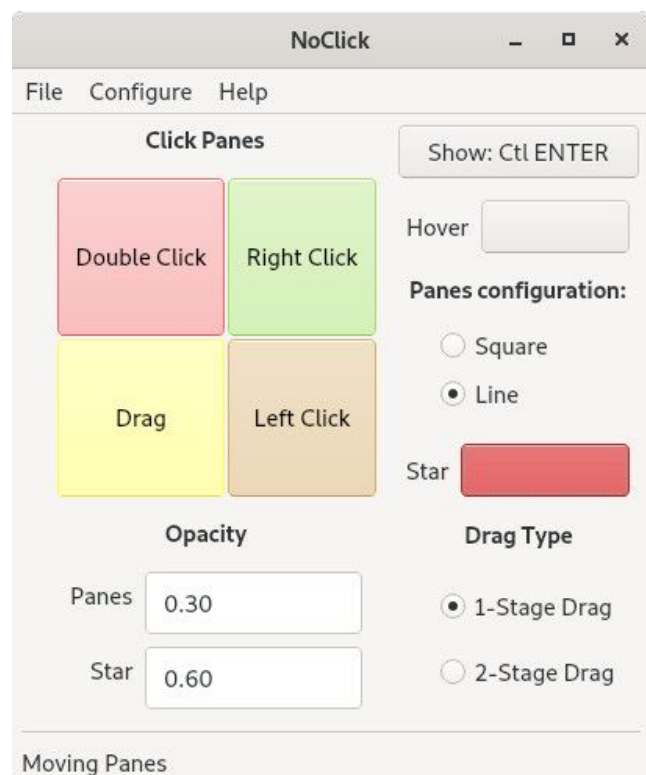 NoClick
File Configure Help
Click Panes
Show: Ctl ENTER
Double Click
Right Click
Hover
Panes configuration:
Square
Drag
Left Click
Line
Star
Opacity
Drag Type
Panes 0.30
1-Stage Drag
Star 0.60
2-Stage Drag
Moving Panes